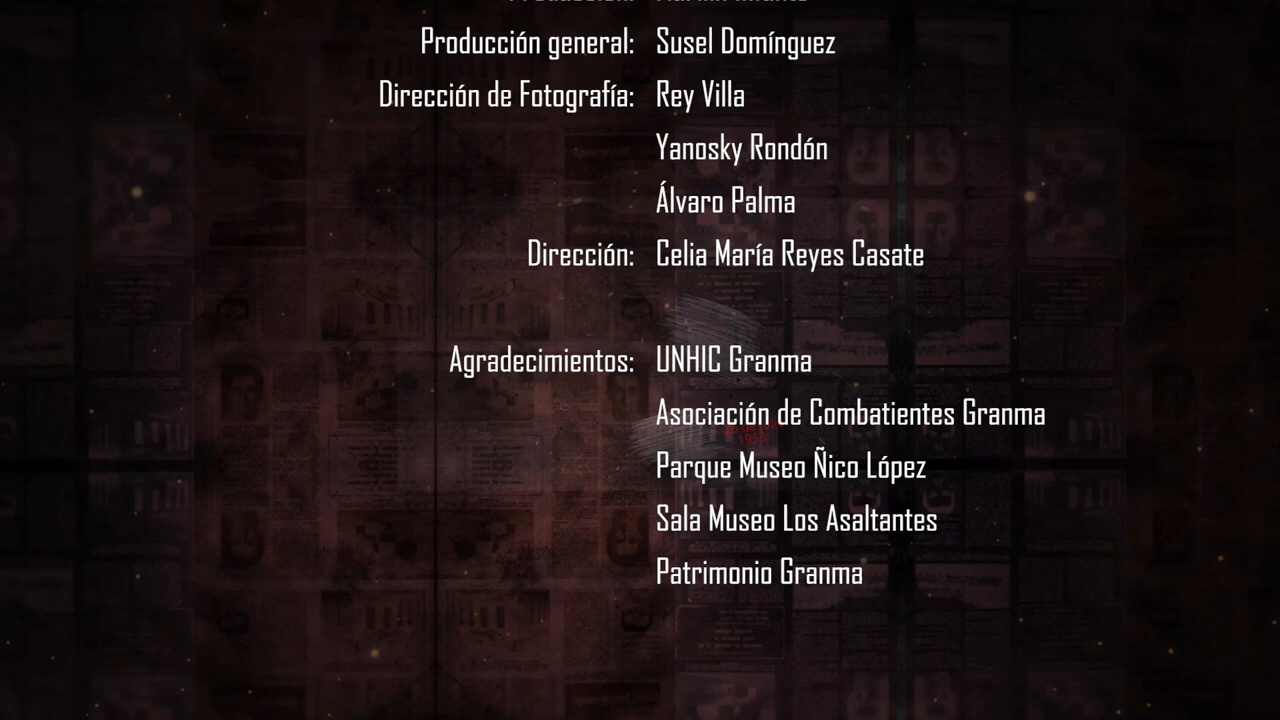 Producción general: Susel Domínguez
Dirección de Fotografía: Rey Villa
Yanosky Rondón
Álvaro Palma
Dirección: Celia María Reyes Casate
Agradecimientos: UNHIC Granma
Asociación de Combatientes Granma
Parque Museo Ñico López
Sala Museo Los Asaltantes
Patrimonio Granma